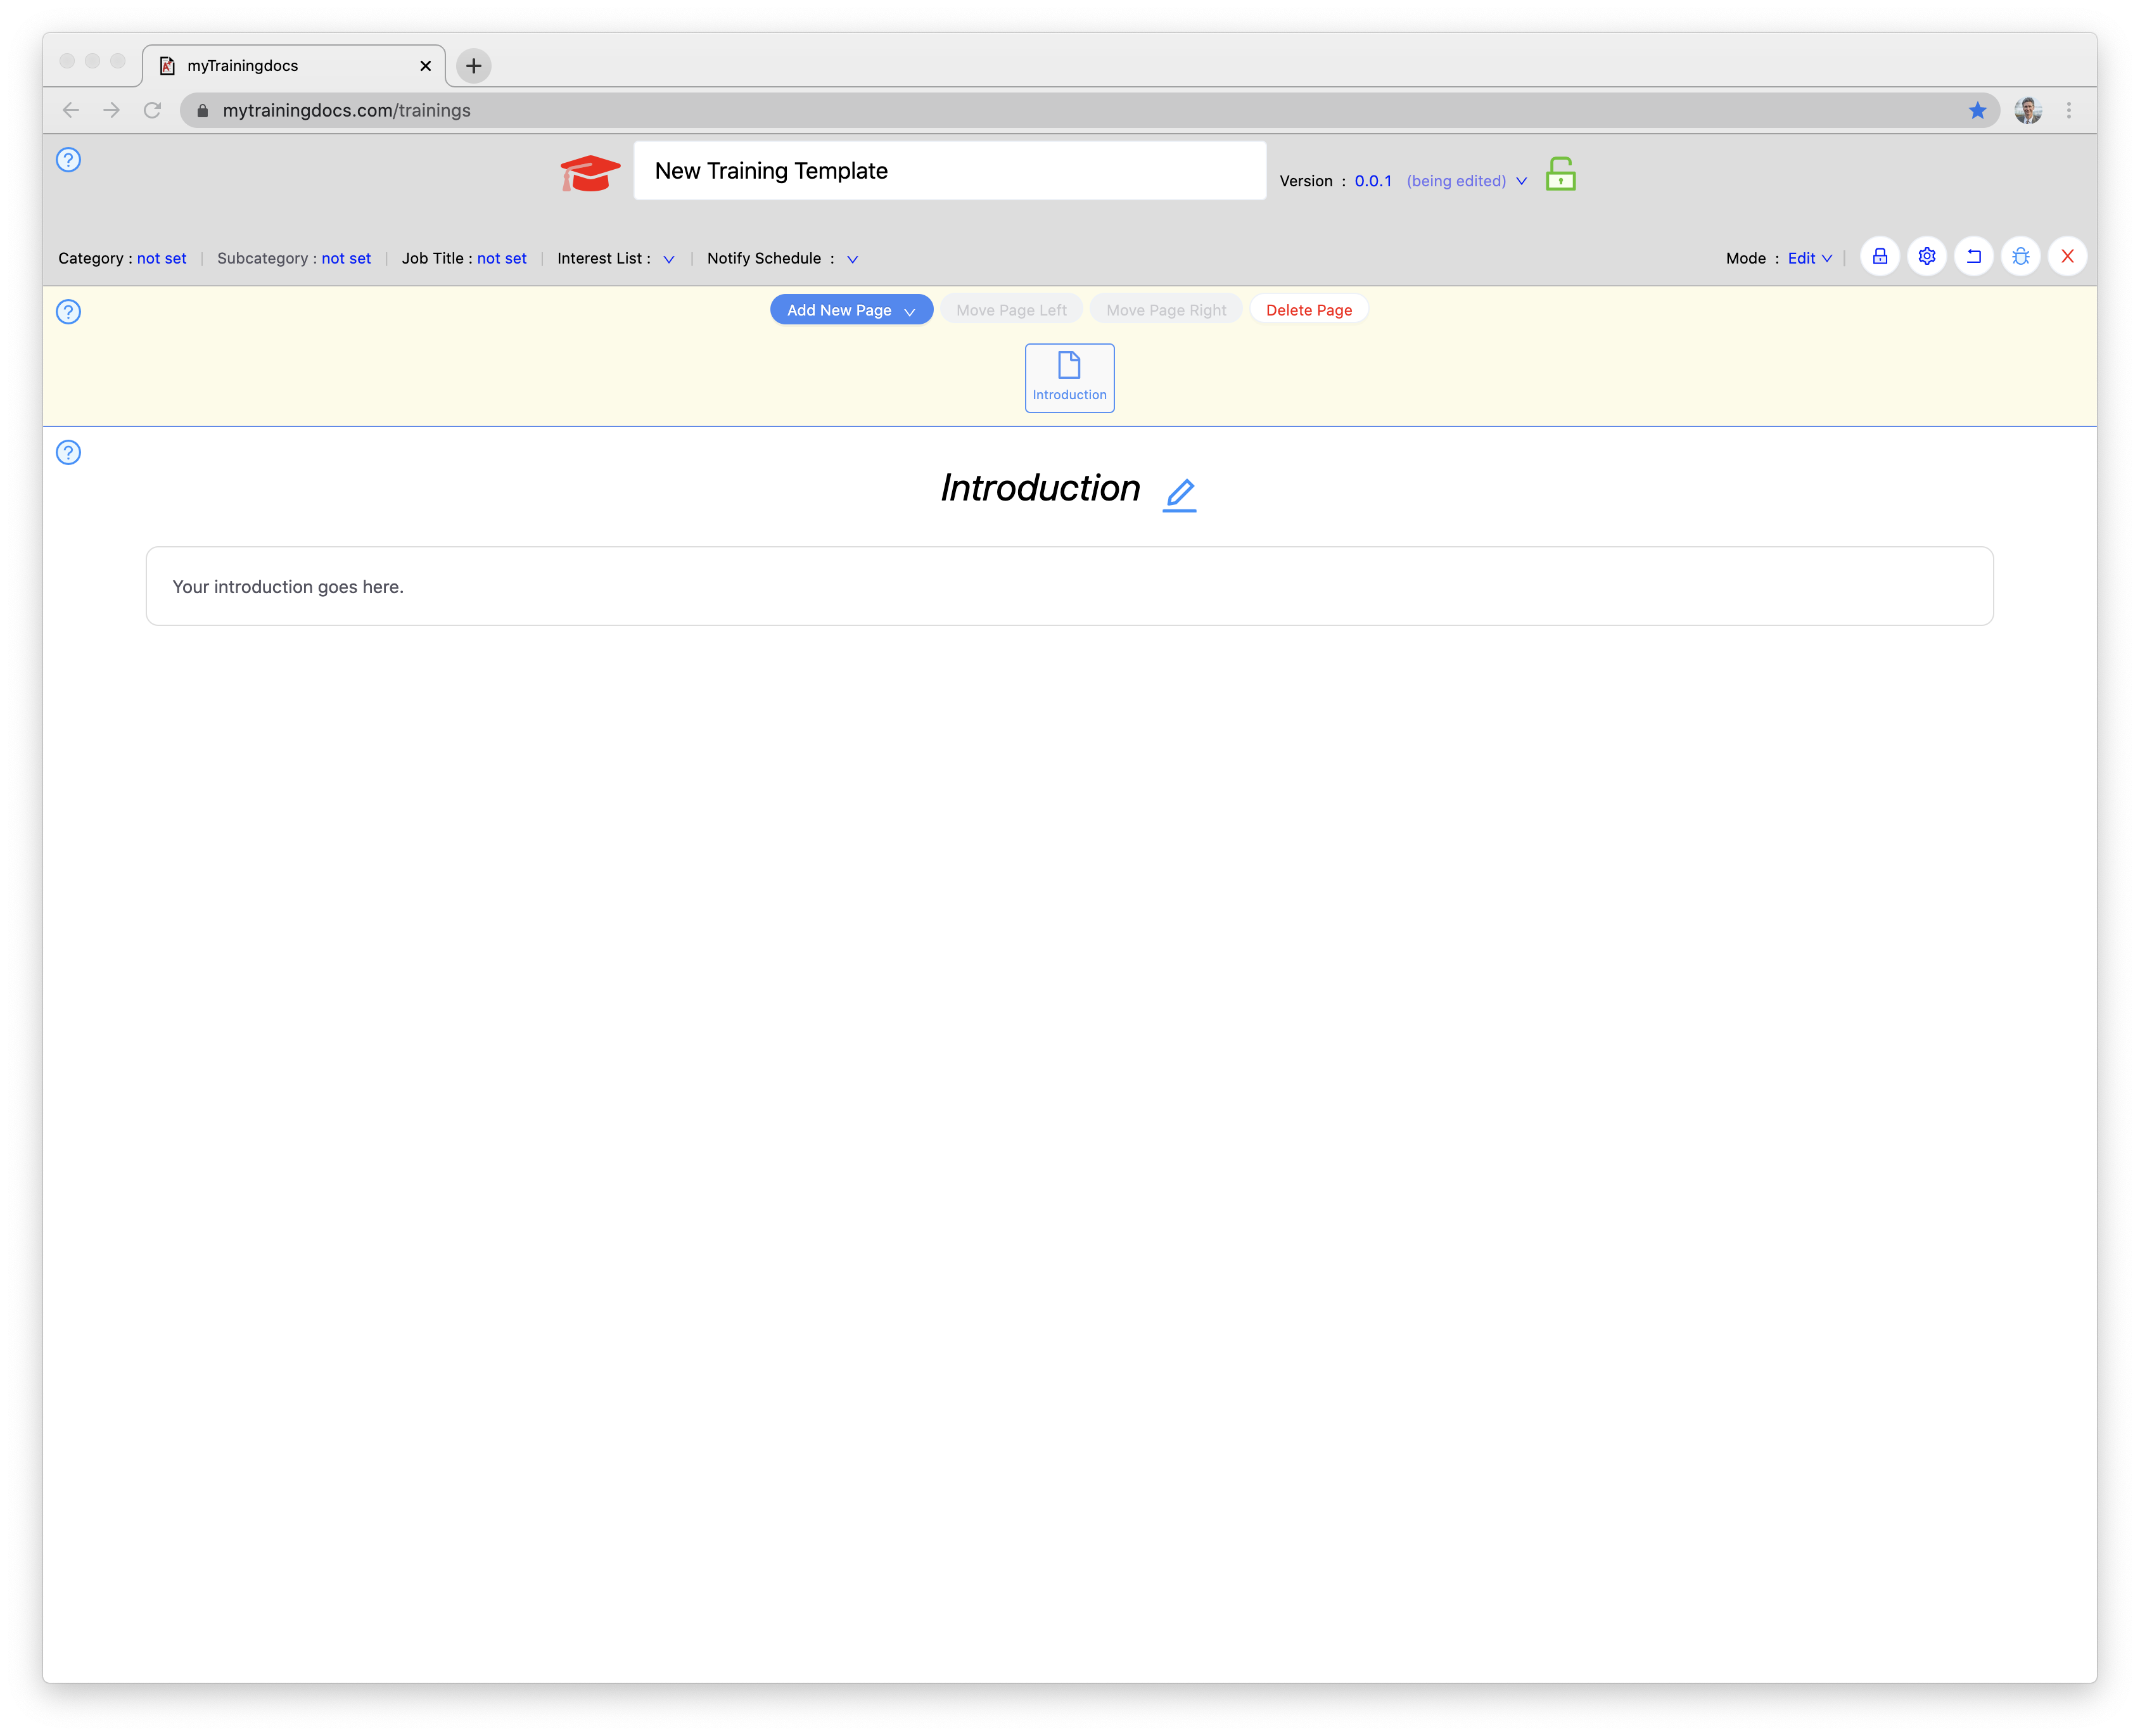 myTrainingdocs
mytrainingdocs.com/trainings
New Training Template
Version : 0.0.1 (being edited)
Category : not set | Subcategory : not set | Job Title : not set | Interest List : | Notify Schedule :
Mode : Edit |
Add New Page Move Page Left Move Page Right Delete Page
Introduction
Introduction
Your introduction goes here.